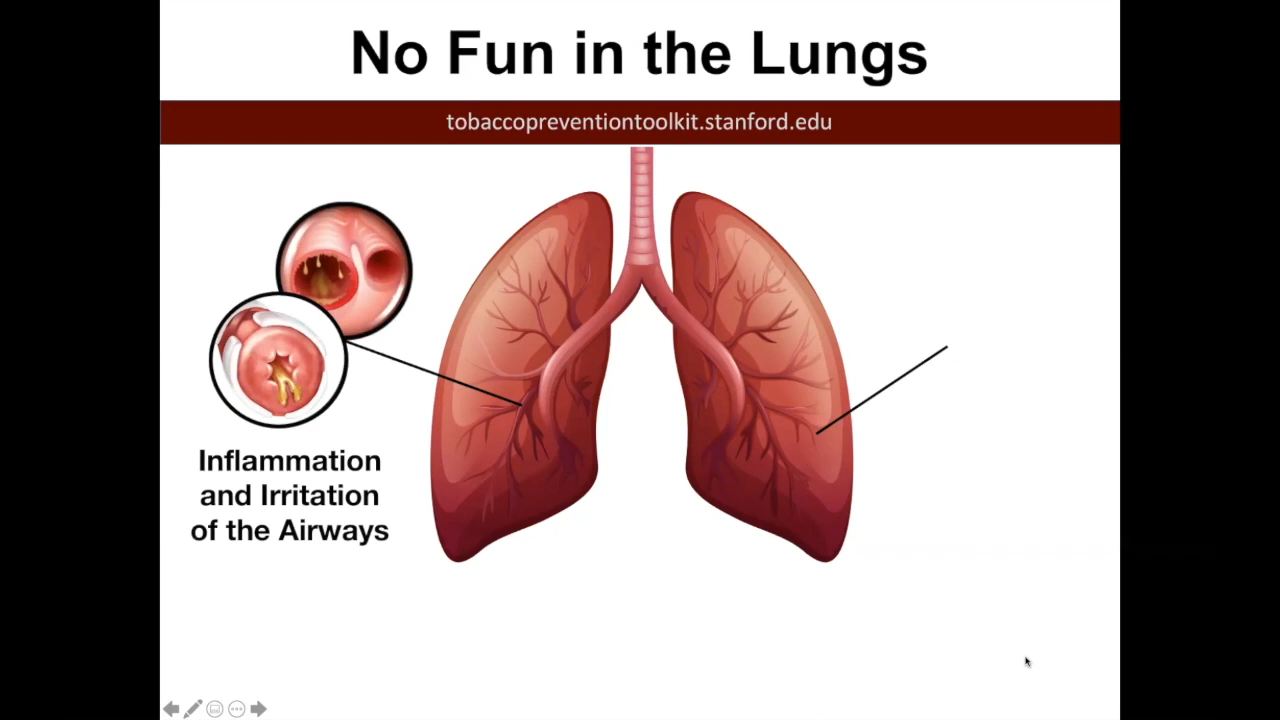 No Fun in the Lungs
tobaccopreventiontoolkit.stanford.edu
Inflammation
and Irritation
of the Airways